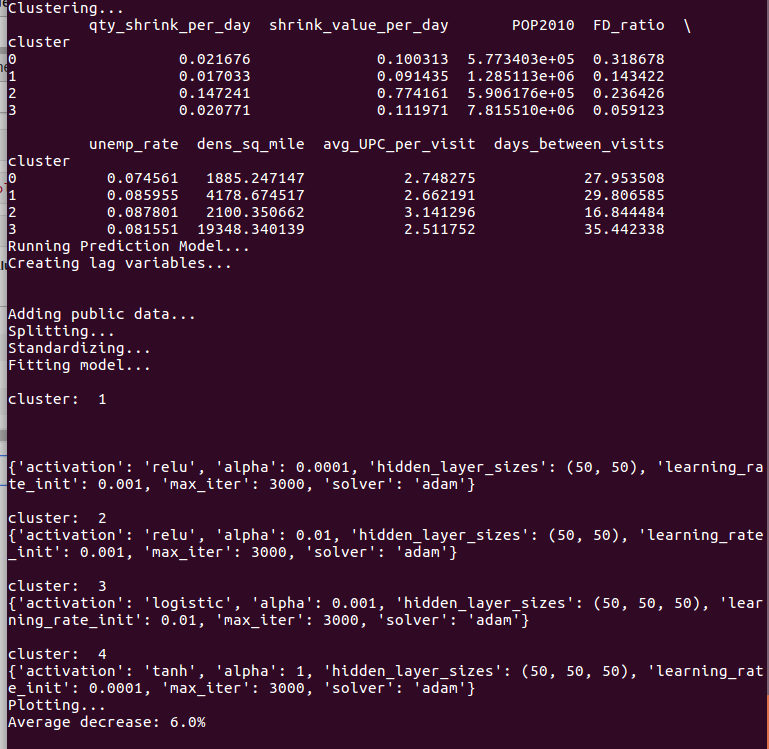 Clustering...
qty_shrink_per_day shrink_value_per_day POP2010 FD_ratio \
cluster
0 0.021676 0.100313 5.773403e+05 0.318678
1 0.017033 0.091435 1.285113e+06 0.143422
2 0.147241 0.774161 5.906176e+05 0.236426
3 0.020771 0.111971 7.815510e+06 0.059123
unemp_rate dens_sq_mile avg_UPC_per_visit days_between_visits
cluster
0 0.074561 1885.247147 2.748275 27.953508
1 0.085955 4178.674517 2.662191 29.806585
2 0.087801 2100.350662 3.141296 16.844484
3 0.081551 19348.340139 2.511752 35.442338
Running Prediction Model...
Creating lag variables...
Adding public data...
Splitting...
Standardizing...
Fitting model...
cluster: 1
{'activation': 'relu', 'alpha': 0.0001, 'hidden_layer_sizes': (50, 50), 'learning_ra
te_init': 0.001, 'max_iter': 3000, 'solver': 'adam'}
cluster: 2
{'activation': 'relu', 'alpha': 0.01, 'hidden_layer_sizes': (50, 50), 'learning_rate
_init': 0.001, 'max_iter': 3000, 'solver': 'adam'}
cluster: 3
{'activation': 'logistic', 'alpha': 0.001, 'hidden_layer_sizes': (50, 50, 50), 'lear
ning_rate_init': 0.01, 'max_iter': 3000, 'solver': 'adam'}
cluster: 4
{'activation': 'tanh', 'alpha': 1, 'hidden_layer_sizes': (50, 50, 50), 'learning_rat
e_init': 0.0001, 'max_iter': 3000, 'solver': 'adam'}
Plotting...
Average decrease: 6.0%